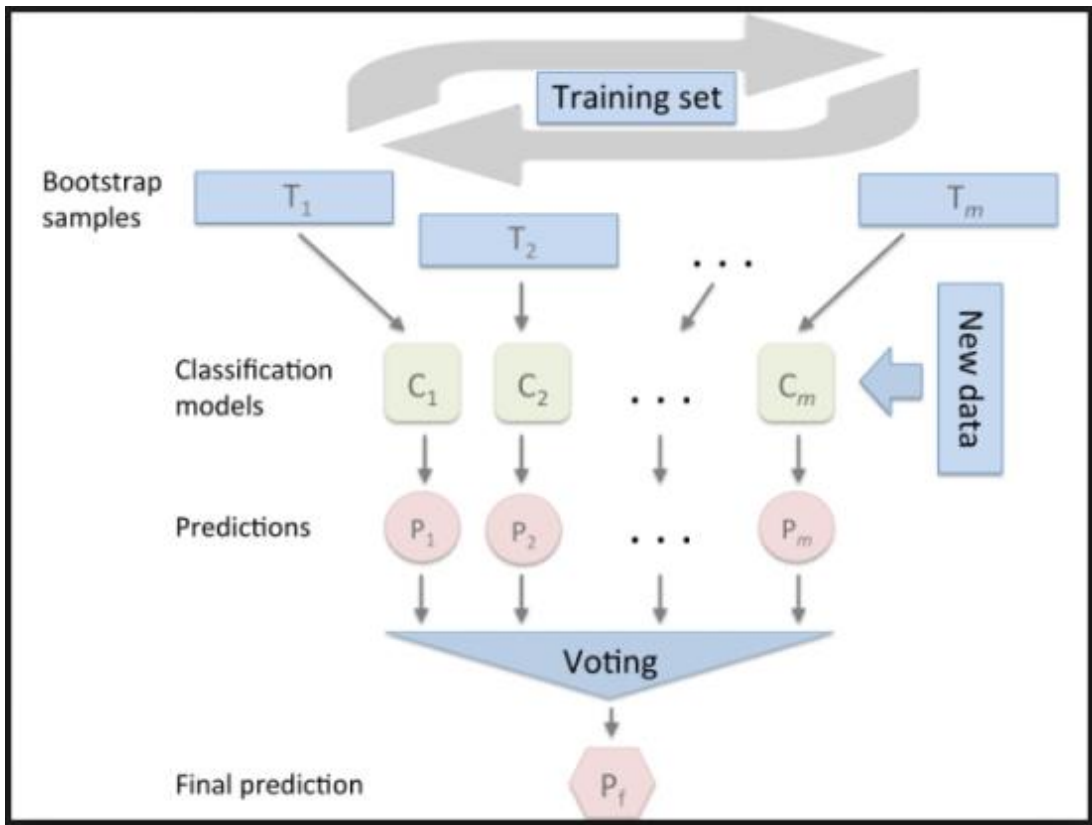 Training set
Bootstrap
samples
T1
T2
. . .
Tm
New data
Classification
models
C1
C2
. . .
Cm
Predictions
P1
P2
. . .
Pm
Voting
Final prediction
Pf